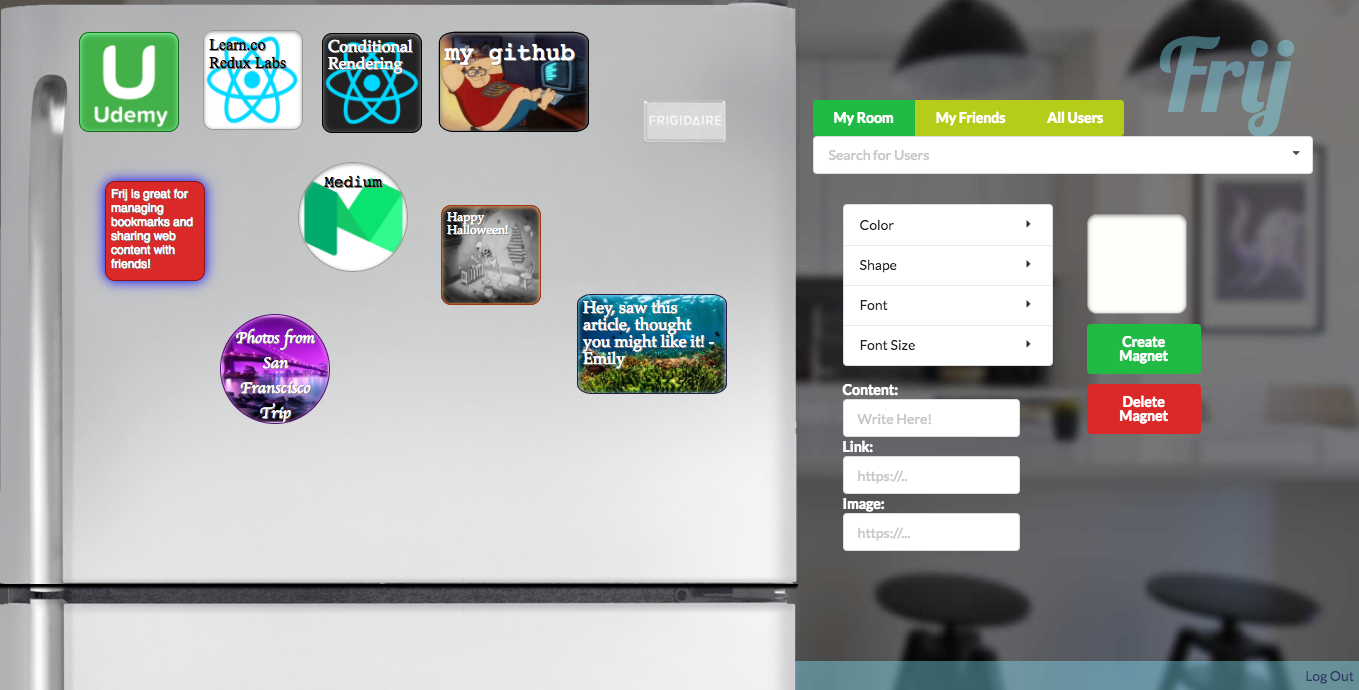 Udemy
Learn.co
Redux Labs
Conditional
Rendering
my github
FRIGIDAIRE
Frij is great for
managing
bookmarks and
sharing web
content with
friends!
Medium
Happy
Halloween!
Hey, saw this
article, thought
you might like it! -
Emily
Photos from
San
Franscisco
Trip
Frij
My Room
My Friends
All Users
Search for Users
Color
Shape
Font
Font Size
Create
Magnet
Delete
Magnet
Content:
Write Here!
Link:
https://..
Image:
https://...
Log Out